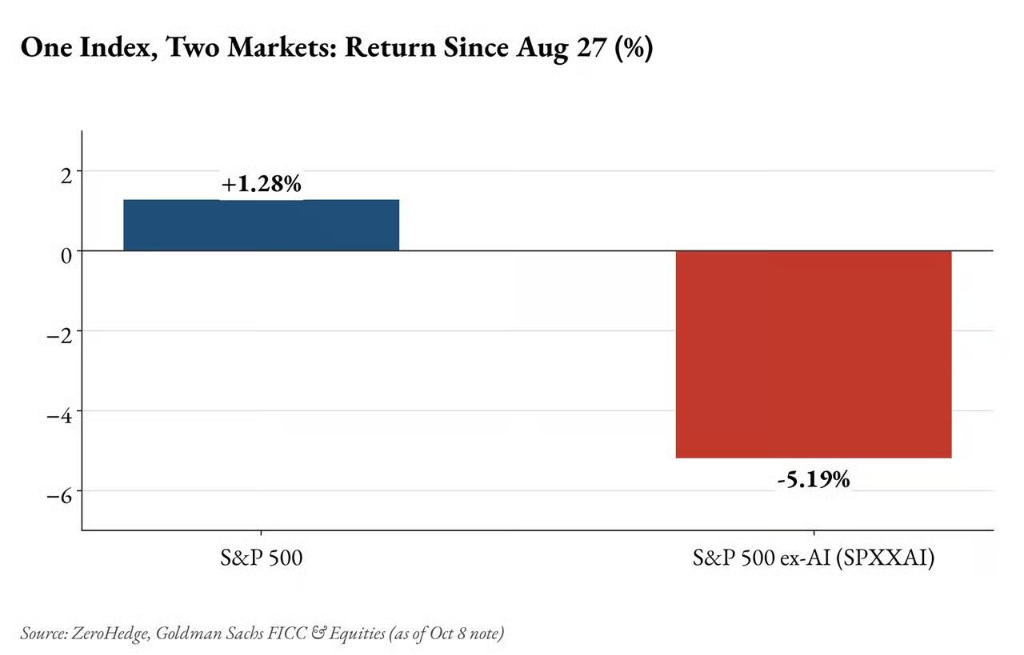 One Index, Two Markets: Return Since Aug 27 (%)
2
+1.28%
0
−2
−4
-5.19%
−6
S&P 500
S&P 500 ex-AI (SPXXAI)
Source: ZeroHedge, Goldman Sachs FICC & Equities (as of Oct 8 note)